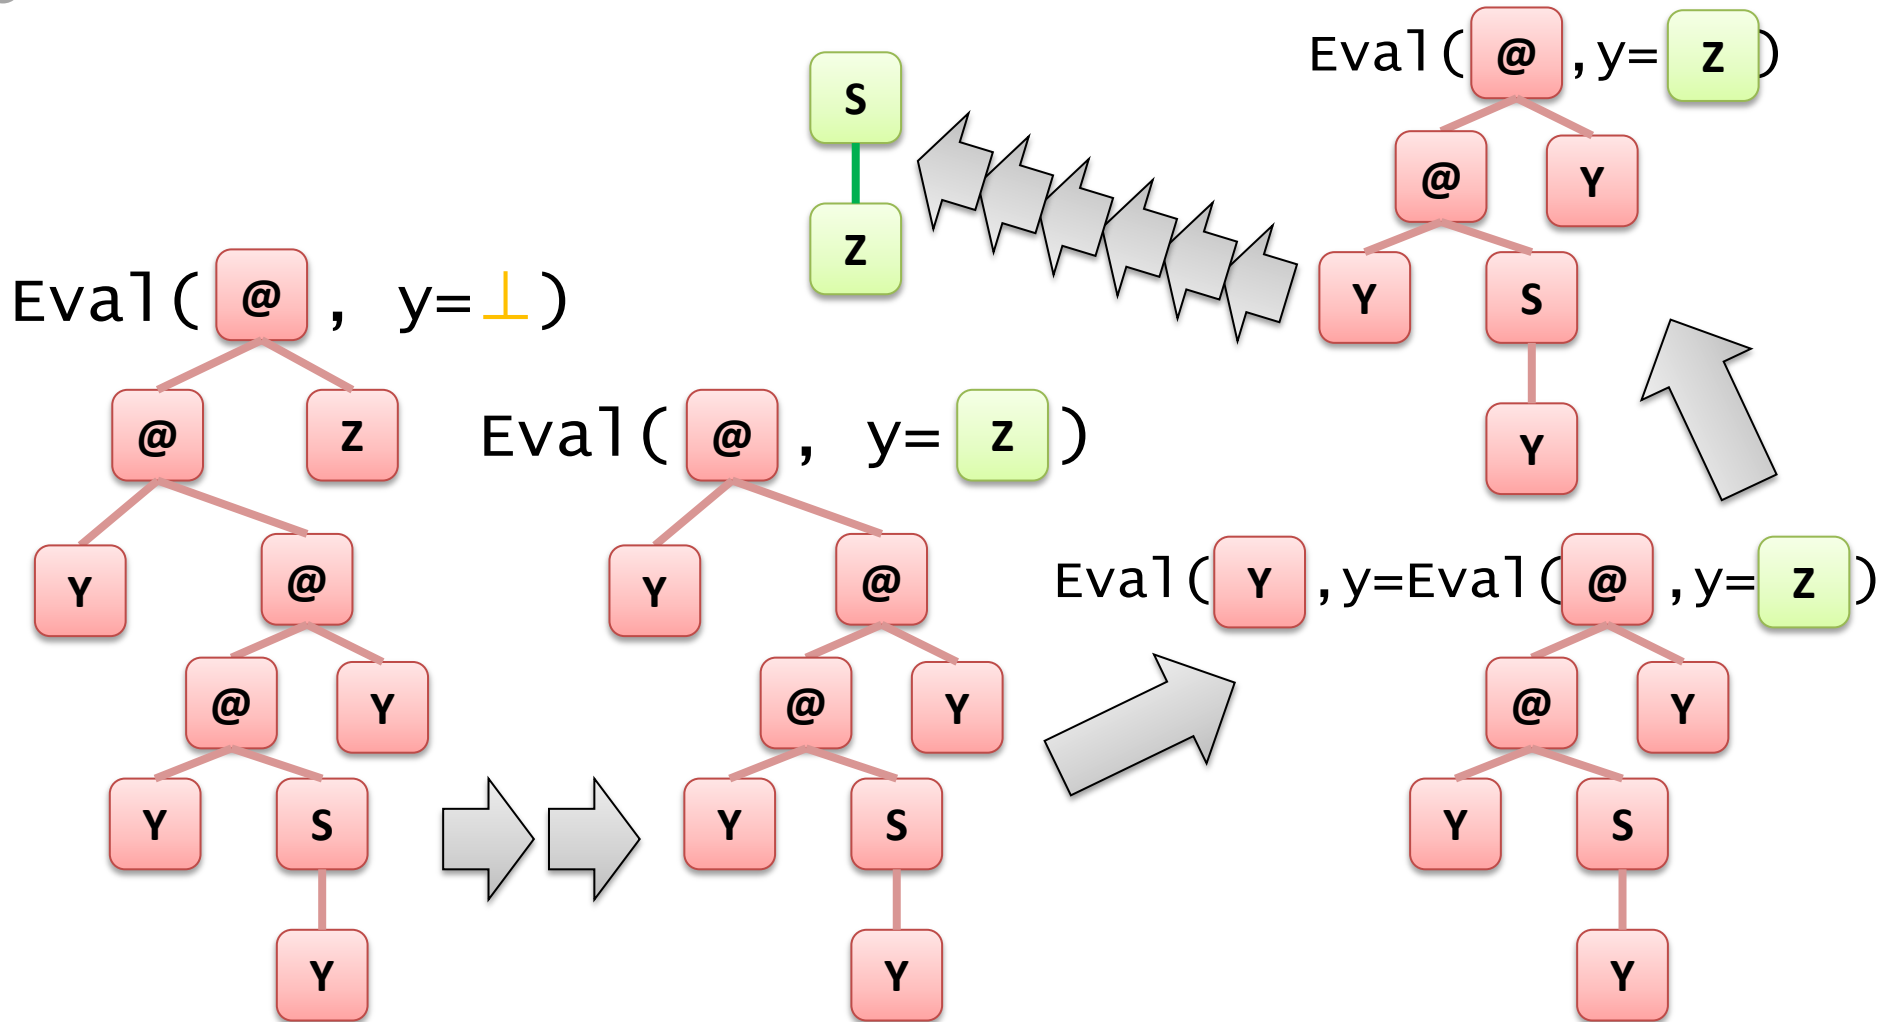 Eval( @ ,y= Z )
S
@
Y
Z
Y
S
Eval( @ , y=⊥ )
@
Z
Eval( @ , y= Z )
Y
Y
@
Y
@
Eval( Y ,y=Eval( @ ,y= Z )
@
Y
@
Y
@
Y
Y
S
Y
S
Y
S
Y
Y
Y